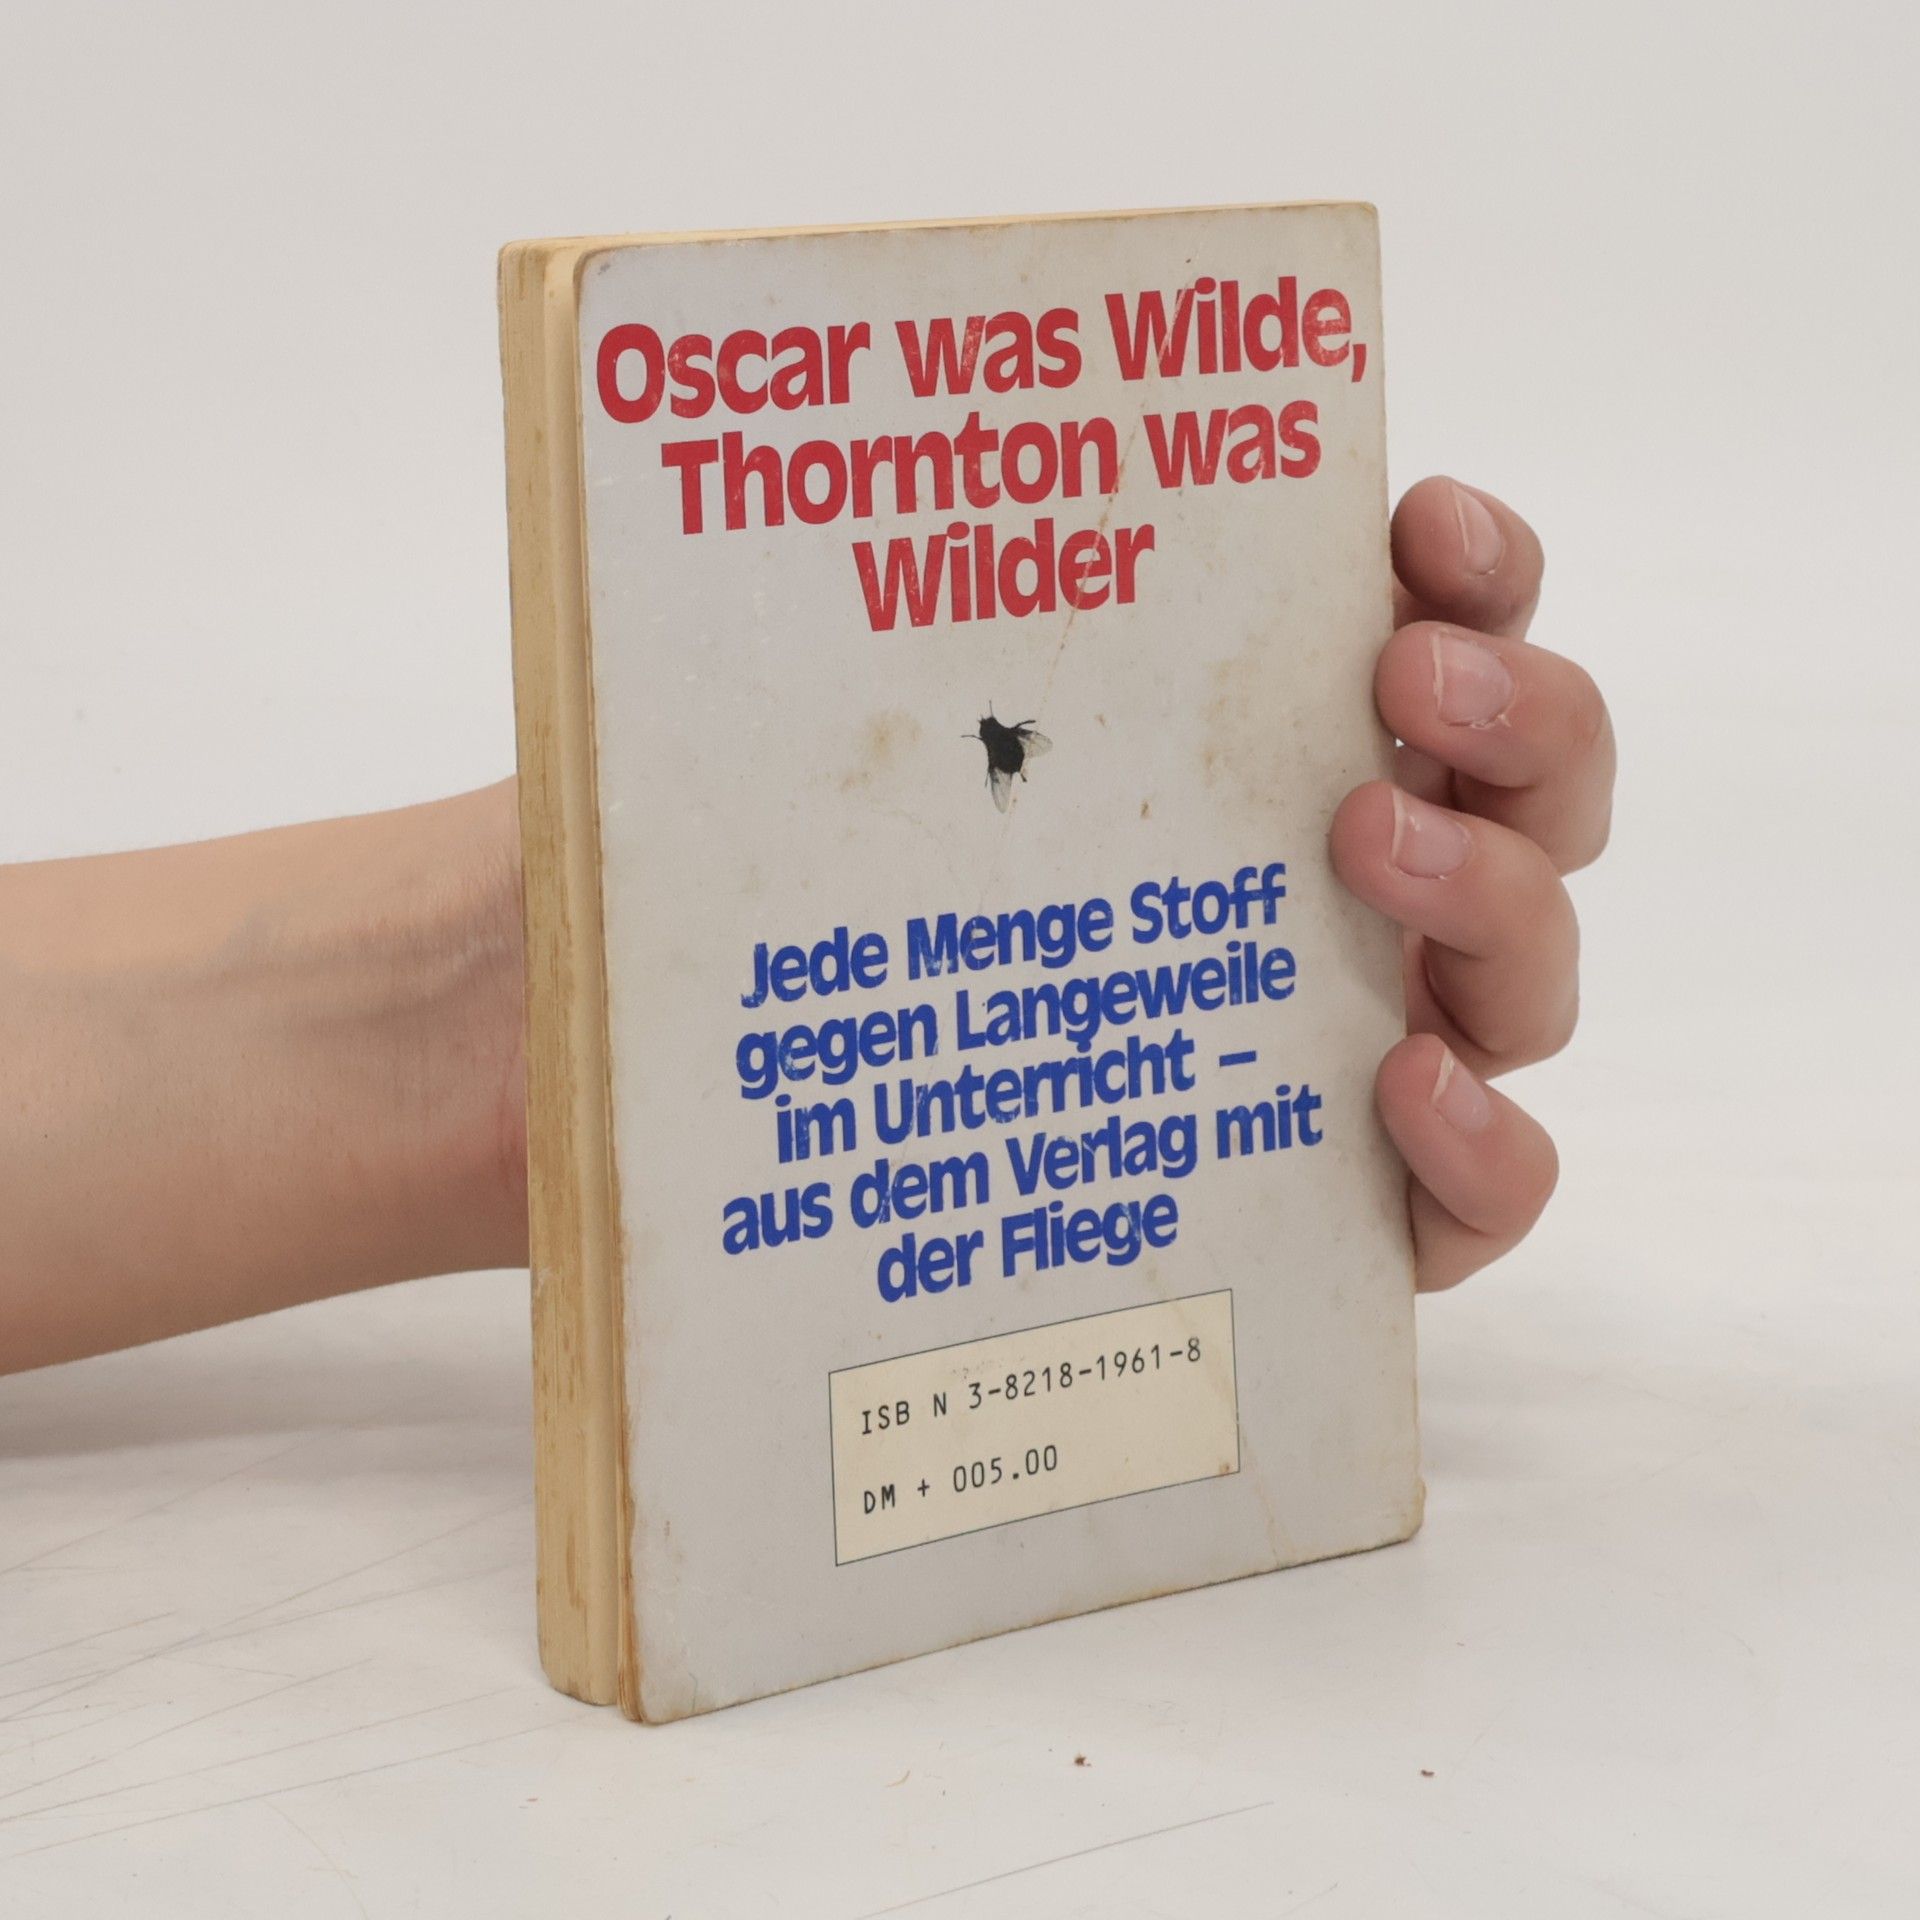 Oscar was Wilde,
Thornton was
Wilder
Jede Menge Stoff
gegen Langeweile
im Unterricht –
aus dem Verlag mit
der Fliege
ISB N 3-8218-1961-8
DM + 005.00